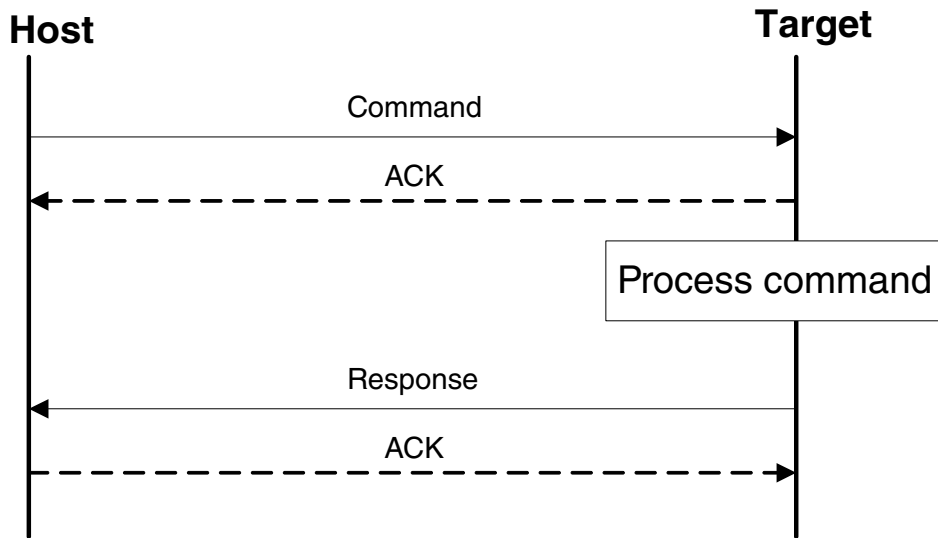 Host
Target
Command
ACK
Process command
Response
ACK